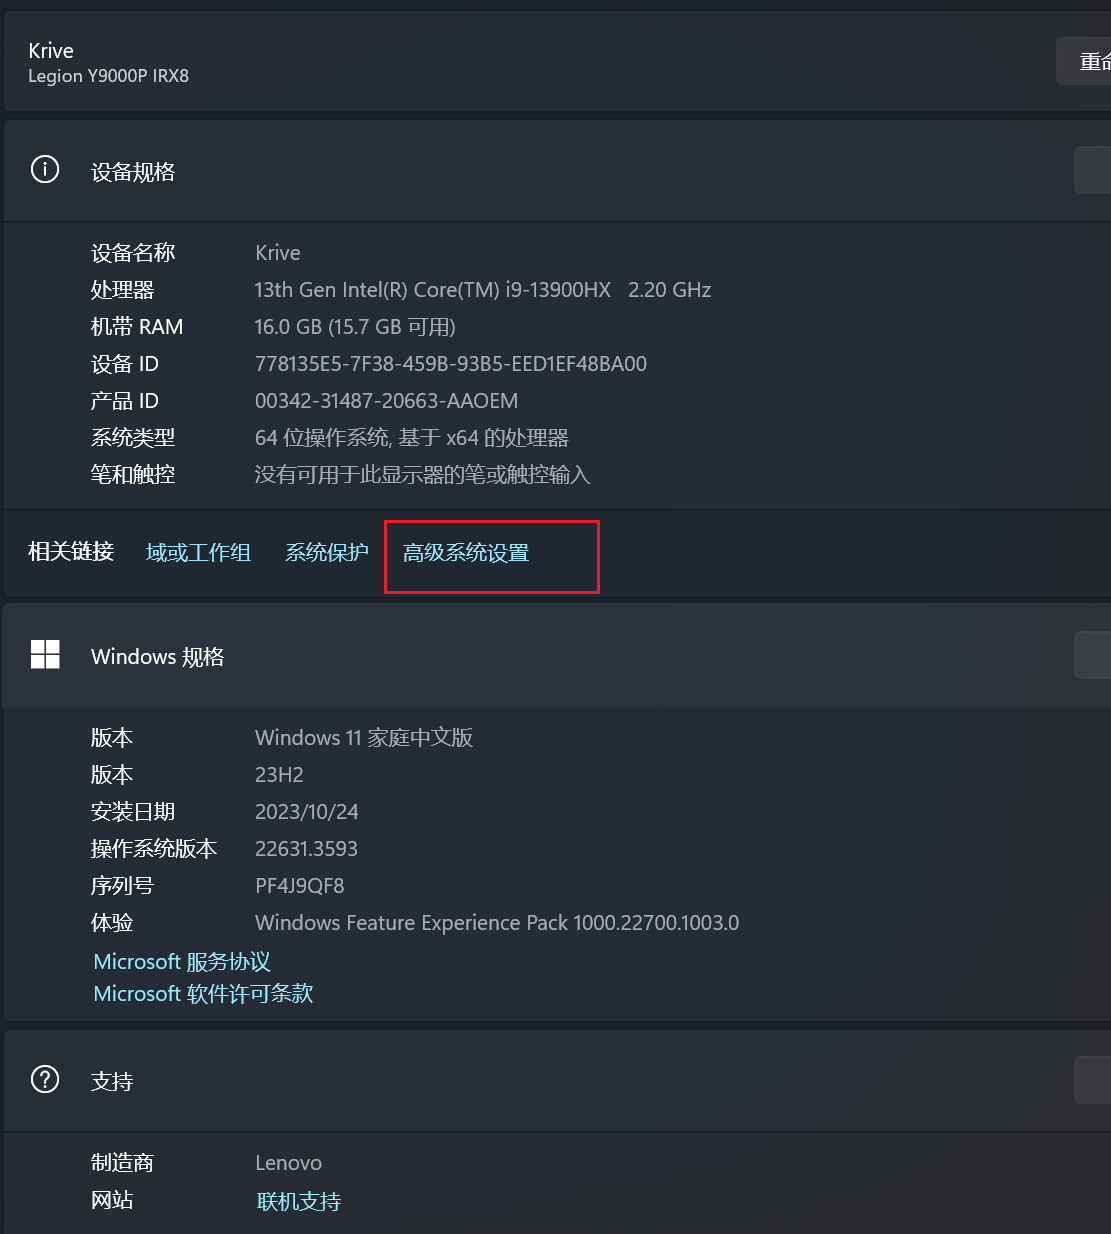 Krive
Legion Y9000P IRX8
重命
设备规格
设备名称 Krive
处理器 13th Gen Intel(R) Core(TM) i9-13900HX 2.20 GHz
机带 RAM 16.0 GB (15.7 GB 可用)
设备 ID 778135E5-7F38-459B-93B5-EED1EF48BA00
产品 ID 00342-31487-20663-AAOEM
系统类型 64 位操作系统, 基于 x64 的处理器
笔和触控 没有可用于此显示器的笔或触控输入
相关链接 域或工作组 系统保护 高级系统设置
Windows 规格
版本 Windows 11 家庭中文版
版本 23H2
安装日期 2023/10/24
操作系统版本 22631.3593
序列号 PF4J9QF8
体验 Windows Feature Experience Pack 1000.22700.1003.0
Microsoft 服务协议
Microsoft 软件许可条款
支持
制造商 Lenovo
网站 联机支持